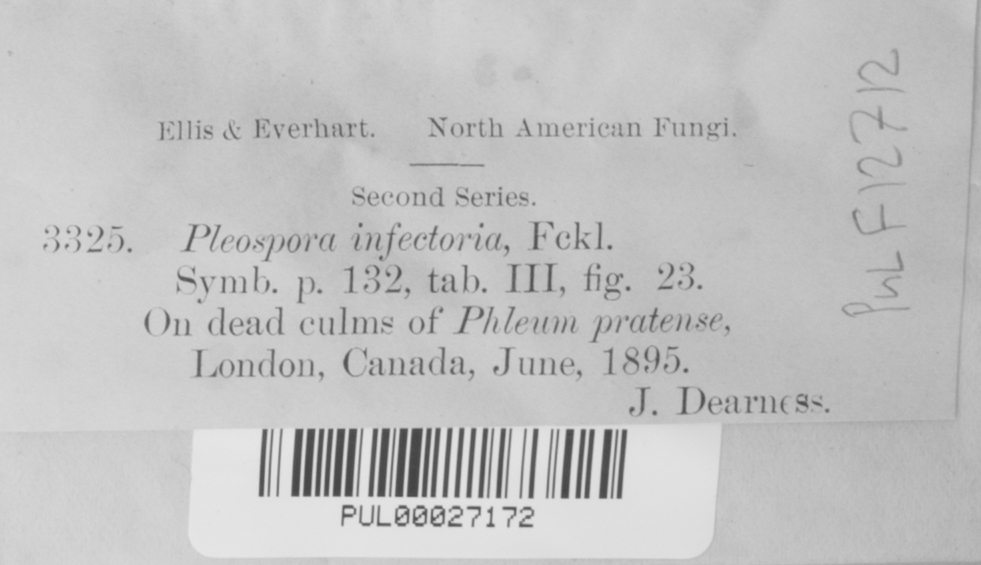 Ellis & Everhart. North American Fungi.
Second Series.
3325. Pleospora infectoria, Fckl.
Symb. p. 132, tab. III, fig. 23.
On dead culms of Phleum pratense,
London, Canada, June, 1895.
J. Dearness.
PUL F12712
PUL00027172